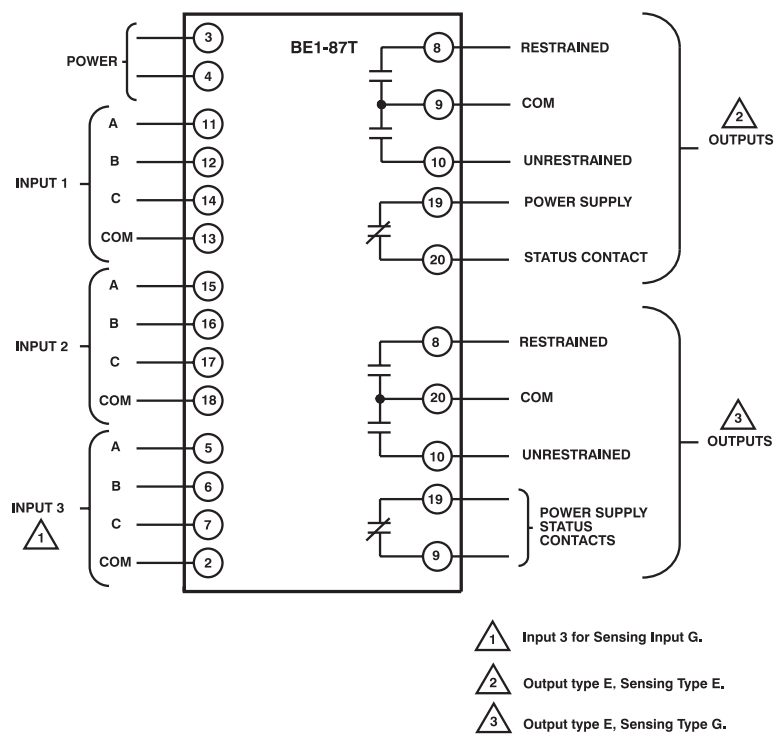 BE1-87T
POWER
3
4
INPUT 1
A 11
B 12
C 14
COM 13
INPUT 2
A 15
B 16
C 17
COM 18
INPUT 3
1
A 5
B 6
C 7
COM 2
8 RESTRAINED
9 COM
10 UNRESTRAINED
19 POWER SUPPLY
20 STATUS CONTACT
2
OUTPUTS
8 RESTRAINED
20 COM
10 UNRESTRAINED
19
9
POWER SUPPLY
STATUS
CONTACTS
3
OUTPUTS
1 Input 3 for Sensing Input G.
2 Output type E, Sensing Type E.
3 Output type E, Sensing Type G.